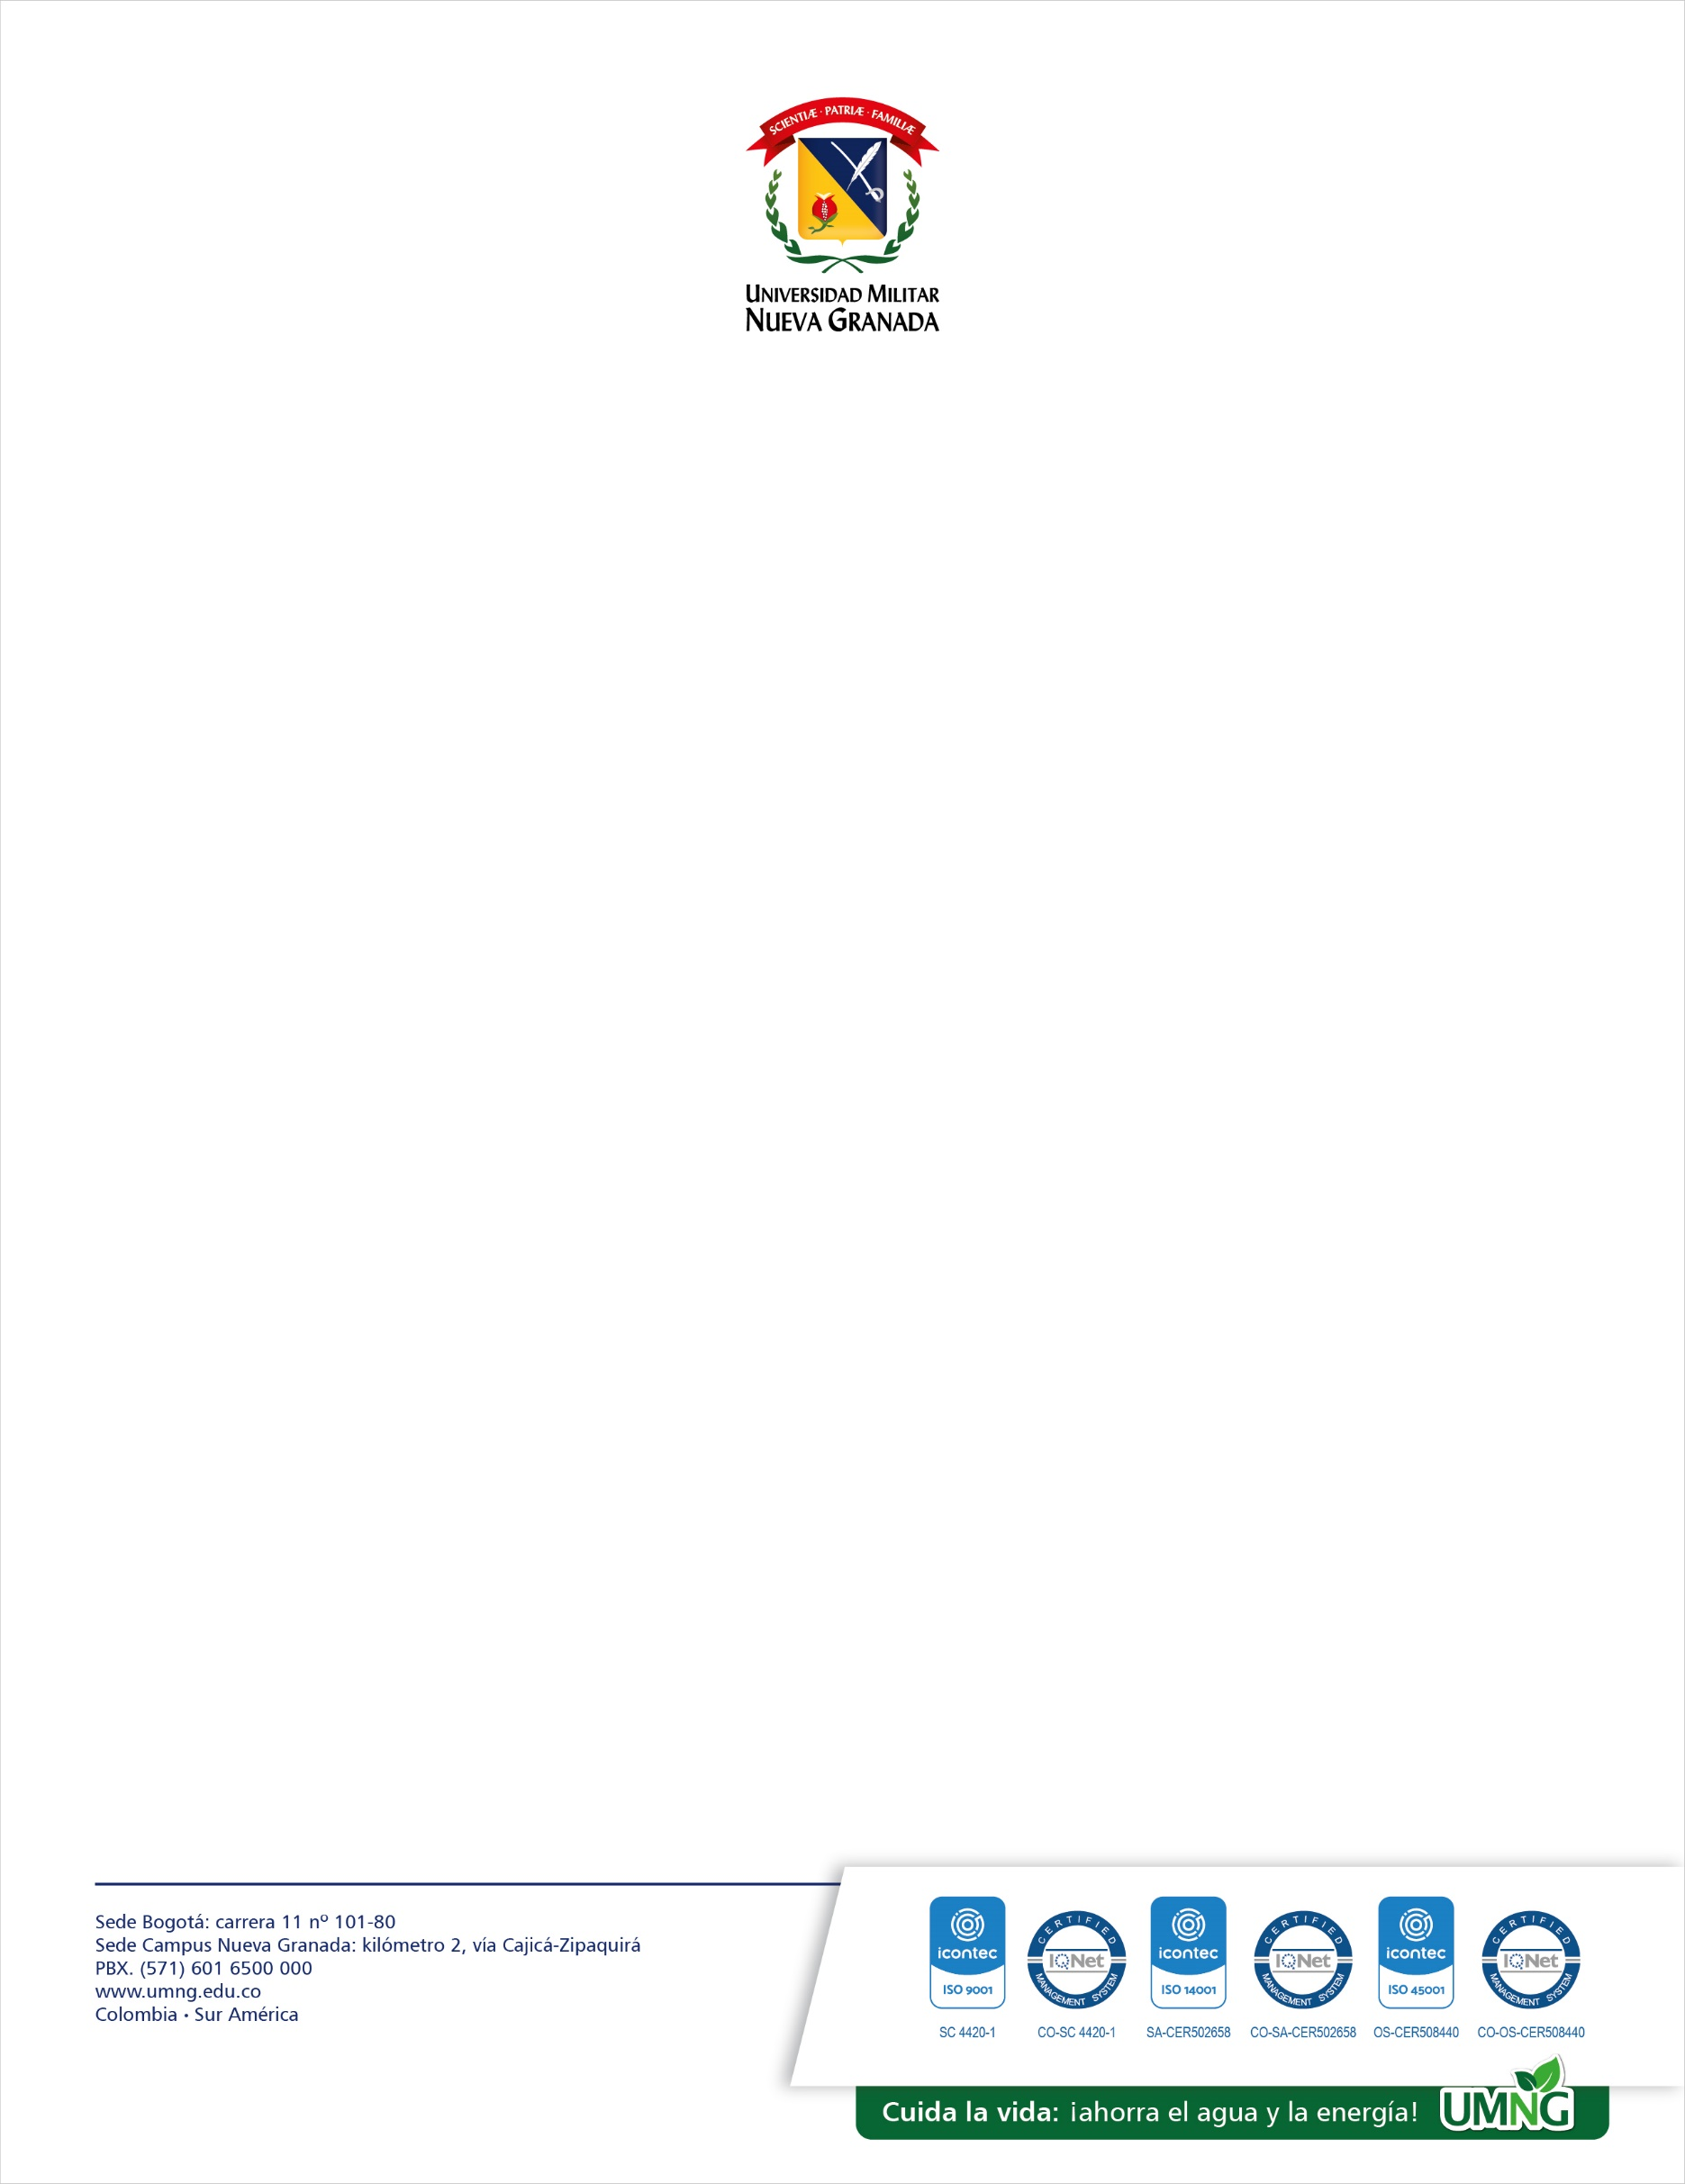 SCIENTIÆ · PATRIÆ · FAMILIÆ
UNIVERSIDAD MILITAR
NUEVA GRANADA
Sede Bogotá: carrera 11 nº 101-80
Sede Campus Nueva Granada: kilómetro 2, vía Cajicá-Zipaquirá
PBX. (571) 601 6500 000
www.umng.edu.co
Colombia · Sur América
icontec
ISO 9001
SC 4420-1
CERTIFIED
IQNet
MANAGEMENT SYSTEM
CO-SC 4420-1
icontec
ISO 14001
SA-CER502658
CERTIFIED
IQNet
MANAGEMENT SYSTEM
CO-SA-CER502658
icontec
ISO 45001
OS-CER508440
CERTIFIED
IQNet
MANAGEMENT SYSTEM
CO-OS-CER508440
Cuida la vida: ¡ahorra el agua y la energía!
UMNG